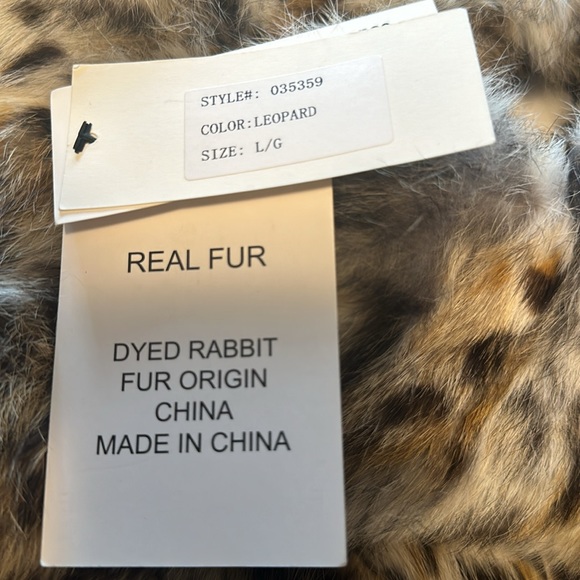 STYLE#: 035359
COLOR:LEOPARD
SIZE: L/G
REAL FUR
DYED RABBIT
FUR ORIGIN
CHINA
MADE IN CHINA